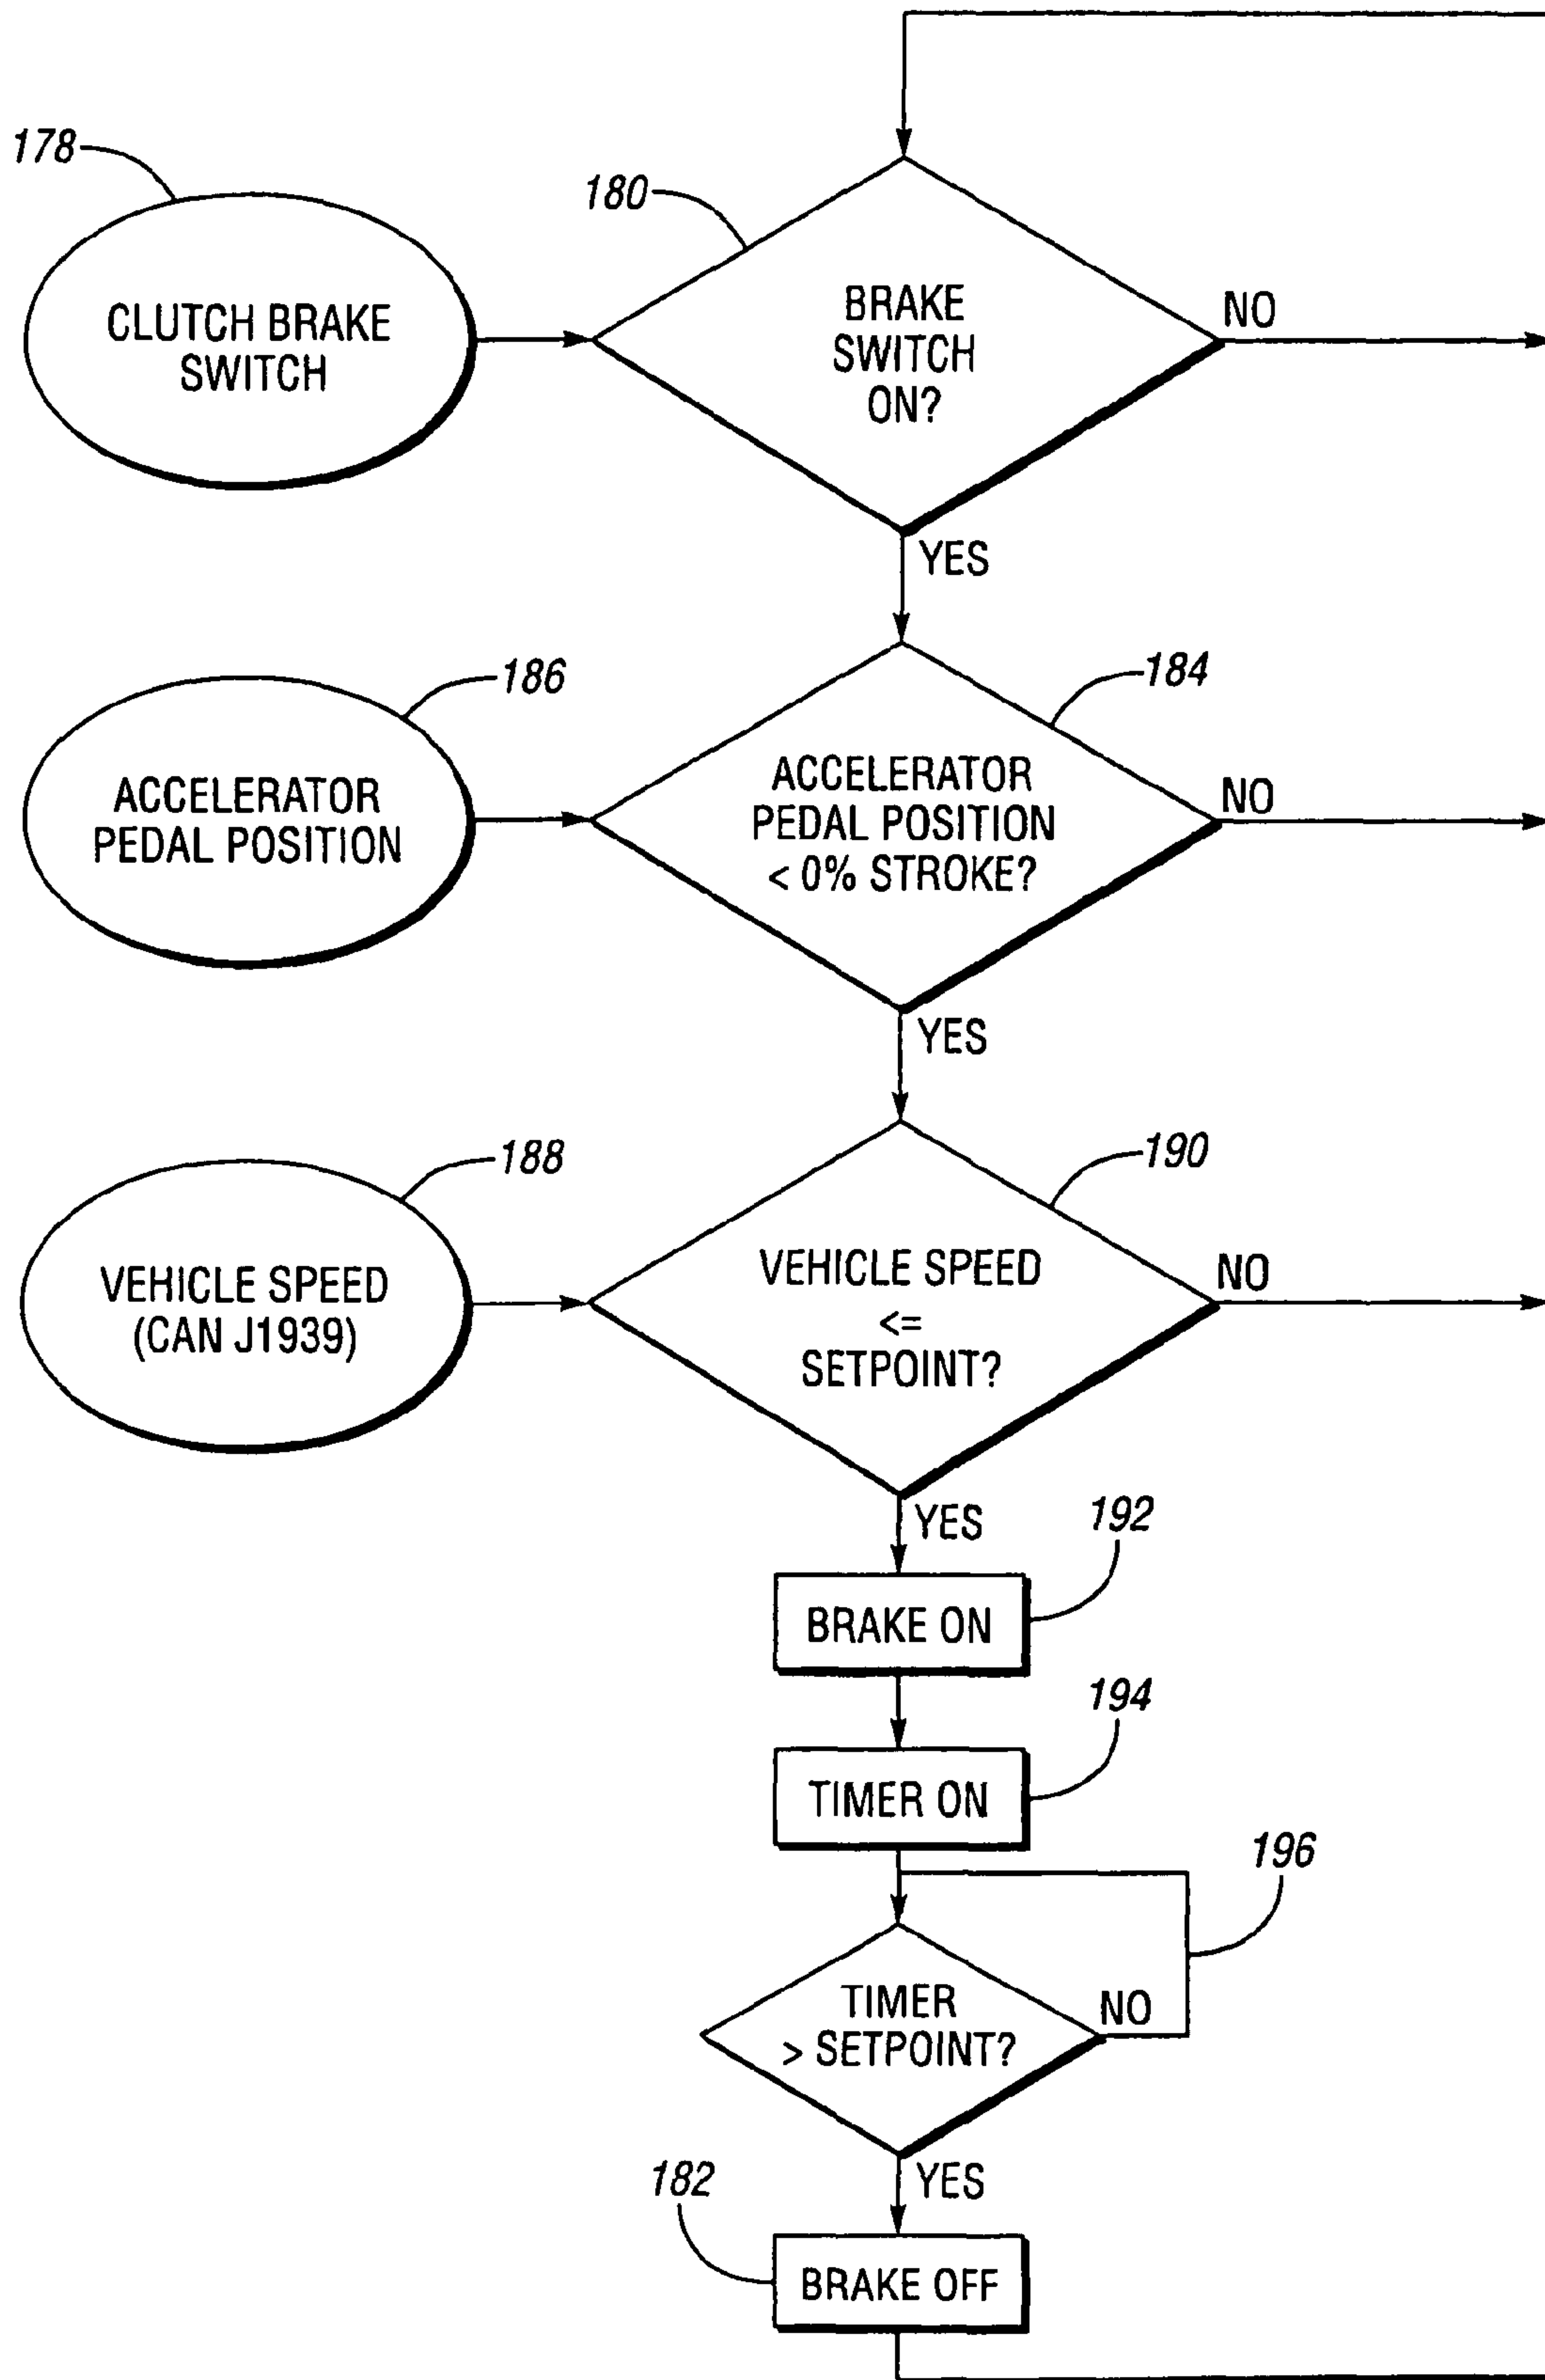 178
180
CLUTCH BRAKE
SWITCH
BRAKE
SWITCH
ON?
NO
YES
186
184
ACCELERATOR
PEDAL POSITION
ACCELERATOR
PEDAL POSITION
< 0% STROKE?
NO
YES
188
190
VEHICLE SPEED
(CAN J1939)
VEHICLE SPEED
<=
SETPOINT?
NO
YES
192
BRAKE ON
194
TIMER ON
196
TIMER
> SETPOINT?
NO
YES
182
BRAKE OFF